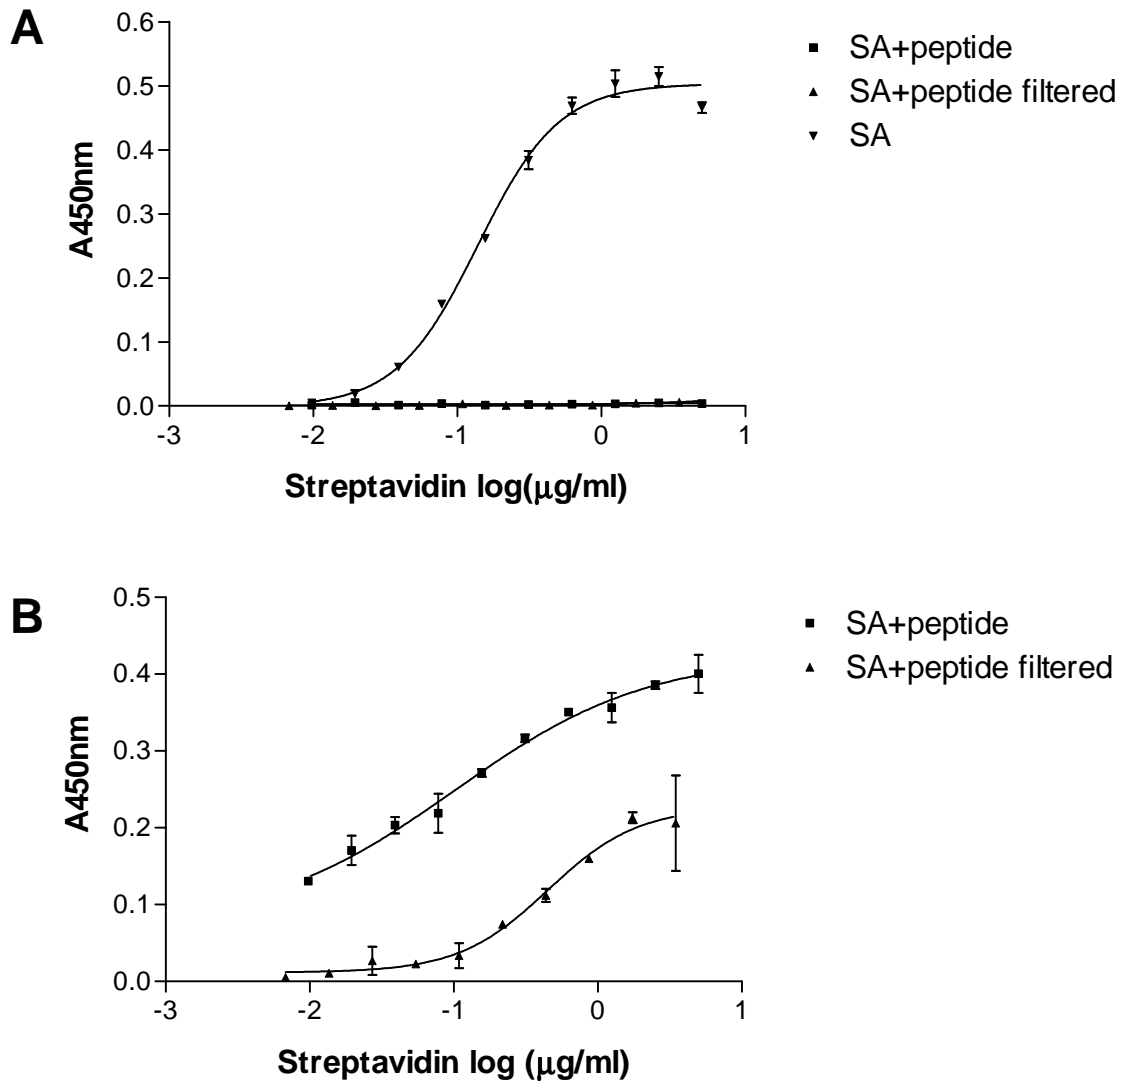 A
0.6
0.5
0.4
0.3
0.2
0.1
0.0
A450nm
-3 -2 -1 0 1
Streptavidin log(μg/ml)
SA+peptide
SA+peptide filtered
SA
B
0.5
0.4
0.3
0.2
0.1
0.0
A450nm
-3 -2 -1 0 1
Streptavidin log (μg/ml)
SA+peptide
SA+peptide filtered